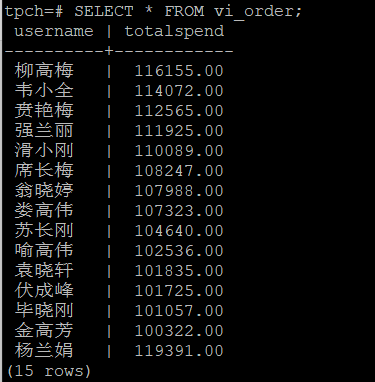 tpch=# SELECT * FROM vi_order;
username | totalspend
----------+------------
柳高梅 | 116155.00
韦小全 | 114072.00
贲艳梅 | 112565.00
强兰丽 | 111925.00
滑小刚 | 110089.00
席长梅 | 108247.00
翁晓婷 | 107988.00
娄高伟 | 107323.00
苏长刚 | 104640.00
喻高伟 | 102536.00
袁晓轩 | 101835.00
伏成峰 | 101725.00
毕晓刚 | 101057.00
金高芳 | 100322.00
杨兰娟 | 119391.00
(15 rows)